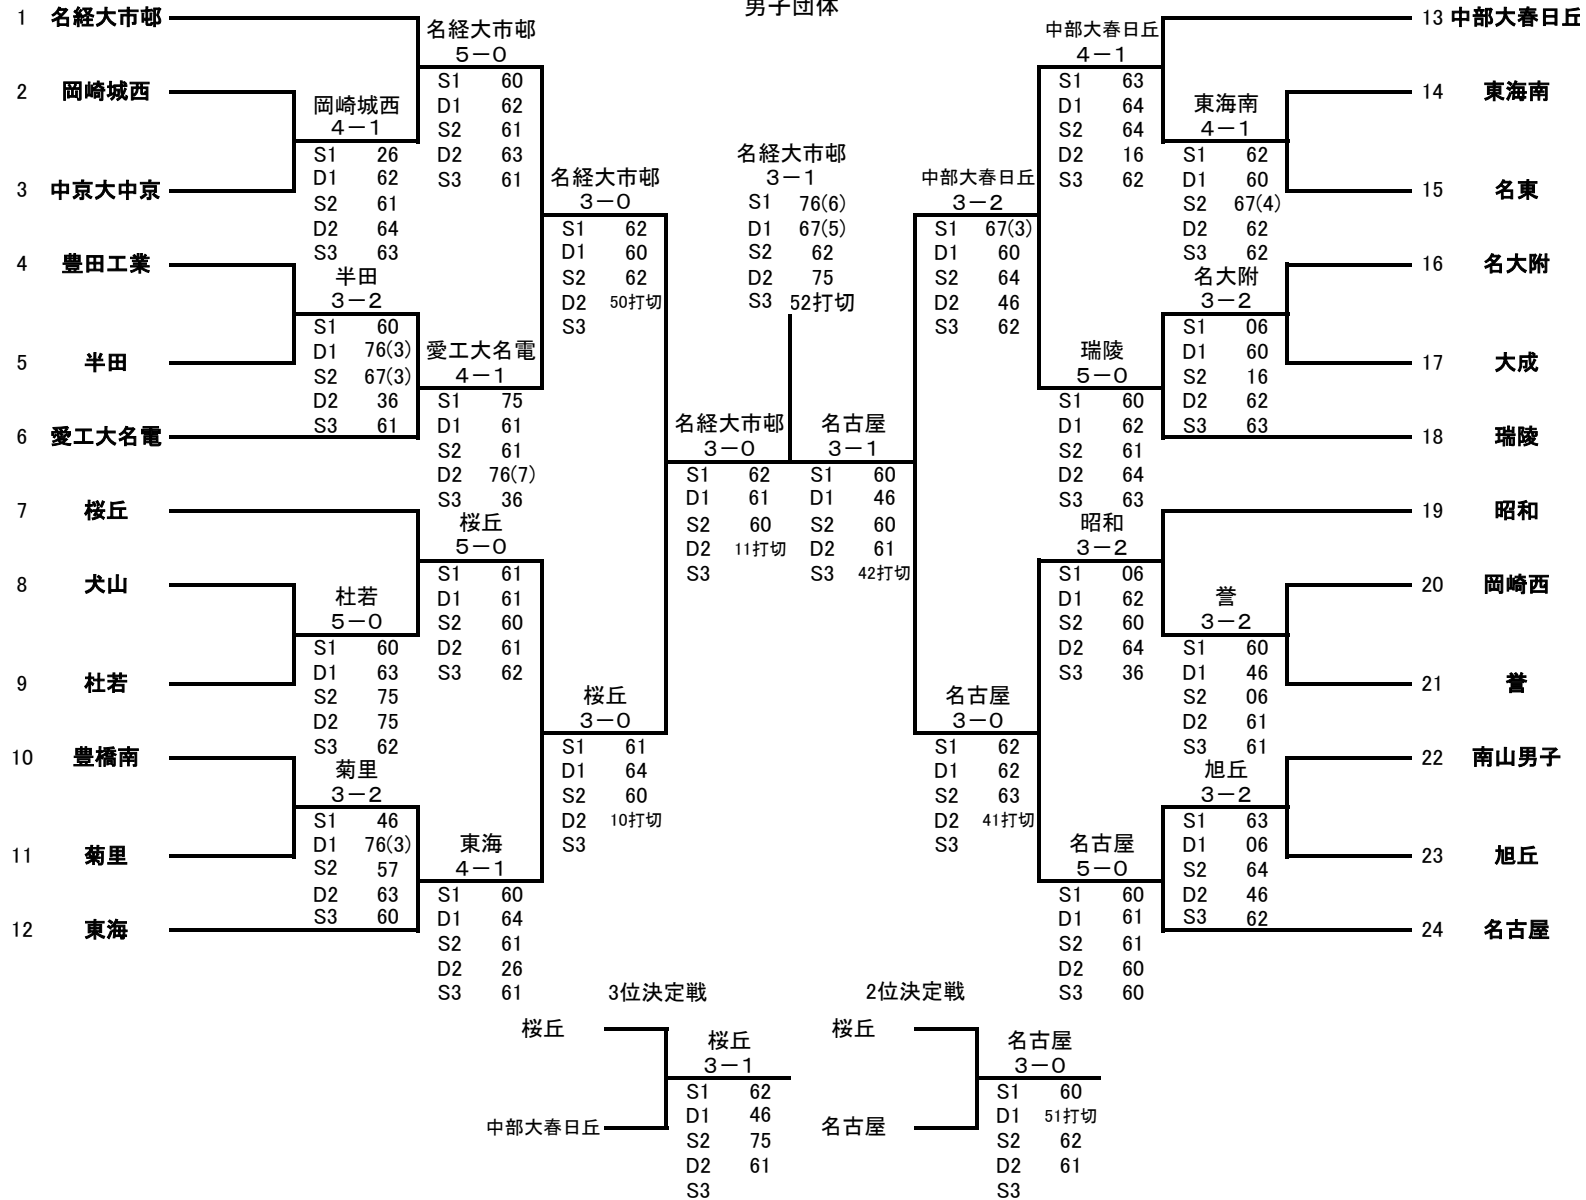 男子団体
1 名経大市邨
2 岡崎城西
3 中京大中京
4 豊田工業
5 半田
6 愛工大名電
7 桜丘
8 犬山
9 杜若
10 豊橋南
11 菊里
12 東海
岡崎城西
4－1
S1 26
D1 62
S2 61
D2 64
S3 63
半田
3－2
S1 60
D1 76(3)
S2 67(3)
D2 36
S3 61
杜若
5－0
S1 60
D1 63
S2 75
D2 75
S3 62
菊里
3－2
S1 46
D1 76(3)
S2 57
D2 63
S3 60
名経大市邨
5－0
S1 60
D1 62
S2 61
D2 63
S3 61
愛工大名電
4－1
S1 75
D1 61
S2 61
D2 76(7)
S3 36
桜丘
5－0
S1 61
D1 61
S2 60
D2 61
S3 62
東海
4－1
S1 60
D1 64
S2 61
D2 26
S3 61
名経大市邨
3－0
S1 62
D1 60
S2 62
D2 50打切
S3
桜丘
3－0
S1 61
D1 64
S2 60
D2 10打切
S3
名経大市邨
3－0
S1 62
D1 61
S2 60
D2 11打切
S3
名経大市邨
3－1
S1 76(6)
D1 67(5)
S2 62
D2 75
S3 52打切
名古屋
3－1
S1 60
D1 46
S2 60
D2 61
S3 42打切
中部大春日丘
3－2
S1 67(3)
D1 60
S2 64
D2 46
S3 62
名古屋
3－0
S1 62
D1 62
S2 63
D2 41打切
S3
中部大春日丘
4－1
S1 63
D1 64
S2 64
D2 16
S3 62
瑞陵
5－0
S1 60
D1 62
S2 61
D2 64
S3 63
昭和
3－2
S1 06
D1 62
S2 60
D2 64
S3 36
名古屋
5－0
S1 60
D1 61
S2 61
D2 60
S3 60
東海南
4－1
S1 62
D1 60
S2 67(4)
D2 62
S3 62
名大附
3－2
S1 06
D1 60
S2 16
D2 62
S3 63
誉
3－2
S1 60
D1 46
S2 06
D2 61
S3 61
旭丘
3－2
S1 63
D1 06
S2 64
D2 46
S3 62
13 中部大春日丘
14 東海南
15 名東
16 名大附
17 大成
18 瑞陵
19 昭和
20 岡崎西
21 誉
22 南山男子
23 旭丘
24 名古屋
3位決定戦
桜丘
中部大春日丘
桜丘
3－1
S1 62
D1 46
S2 75
D2 61
S3
2位決定戦
桜丘
名古屋
名古屋
3－0
S1 60
D1 51打切
S2 62
D2 61
S3